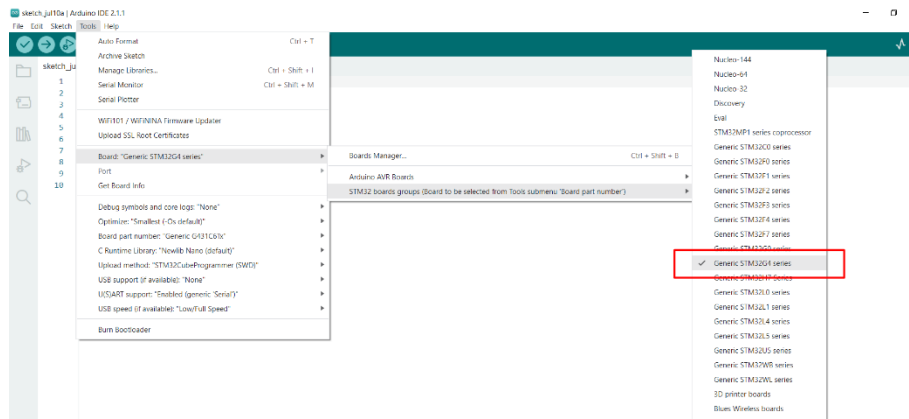 sketch_jul10a | Arduino IDE 2.1.1
File Edit Sketch Tools Help
sketch_ju
1
2
3
4
5
6
7
8
9
10
Auto Format Ctrl + T
Archive Sketch
Manage Libraries... Ctrl + Shift + I
Serial Monitor Ctrl + Shift + M
Serial Plotter
WiFi101 / WiFiNINA Firmware Updater
Upload SSL Root Certificates
Board: "Generic STM32G4 series"
Port
Get Board Info
Debug symbols and core logs: "None"
Optimize: "Smallest (-Os default)"
Board part number: "Generic G431C61x"
C Runtime Library: "Newlib Nano (default)"
Upload method: "STM32CubeProgrammer (SWD)"
USB support (if available): "None"
U(S)ART support: "Enabled (generic 'Serial')"
USB speed (if available): "Low/Full Speed"
Burn Bootloader
Boards Manager... Ctrl + Shift + B
Arduino AVR Boards
STM32 boards groups (Board to be selected from Tools submenu 'Board part number')
Nucleo-144
Nucleo-64
Nucleo-32
Discovery
Eval
STM32MP1 series coprocessor
Generic STM32C0 series
Generic STM32F0 series
Generic STM32F1 series
Generic STM32F2 series
Generic STM32F3 series
Generic STM32F4 series
Generic STM32F7 series
Generic STM32G0 series
Generic STM32G4 series
Generic STM32H7 Series
Generic STM32L0 series
Generic STM32L1 series
Generic STM32L4 series
Generic STM32L5 series
Generic STM32U5 series
Generic STM32WB series
Generic STM32WL series
3D printer boards
Blues Wireless boards